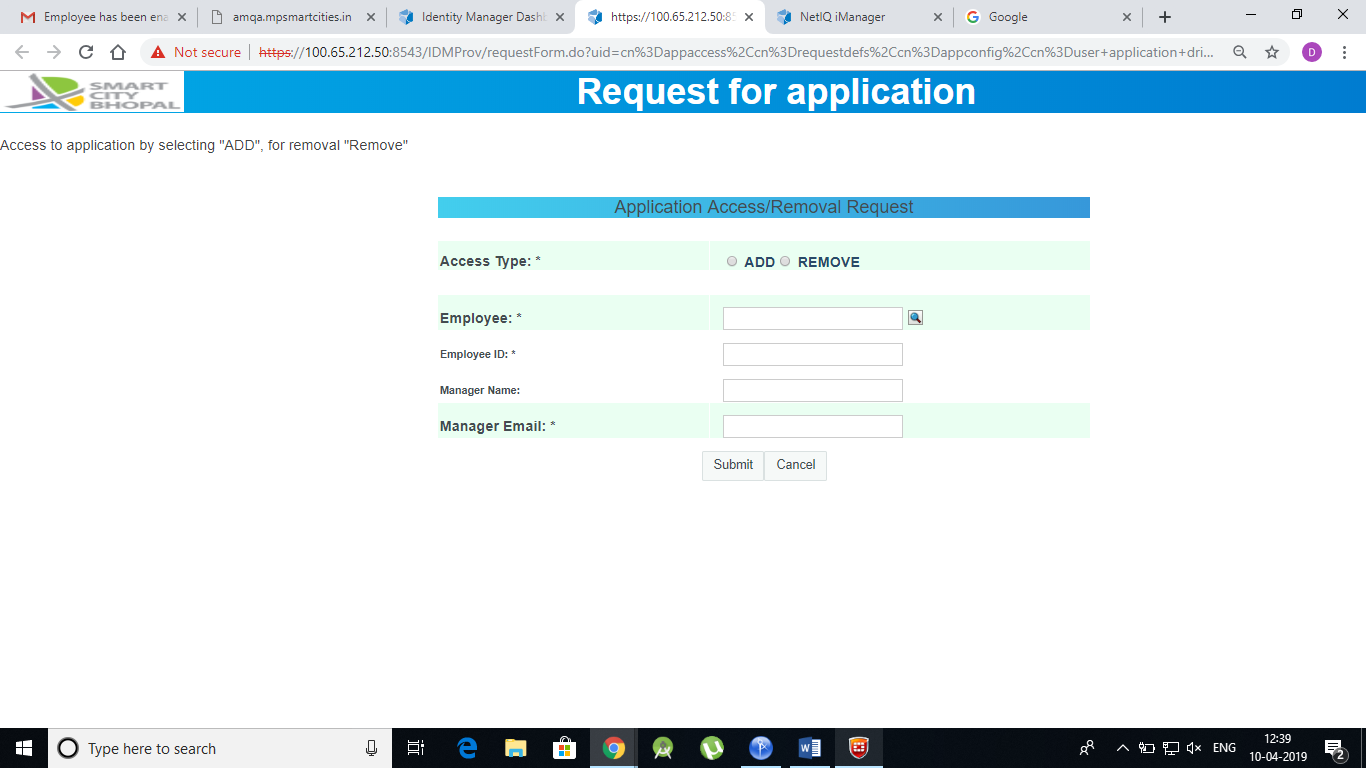 Employee has been ena
amqa.mpsmartcities.in
Identity Manager Dashb
https://100.65.212.50:85
NetIQ iManager
Google
Not secure
https://100.65.212.50:8543/IDMProv/requestForm.do?uid=cn%3Dappaccess%2Ccn%3Drequestdefs%2Ccn%3Dappconfig%2Ccn%3Duser+application+dri...
D
SMART
CITY
BHOPAL
Request for application
Access to application by selecting "ADD", for removal "Remove"
Application Access/Removal Request
Access Type: * ADD REMOVE
Employee: *
Employee ID: *
Manager Name:
Manager Email: *
Submit Cancel
Type here to search
ENG
12:39
10-04-2019
2